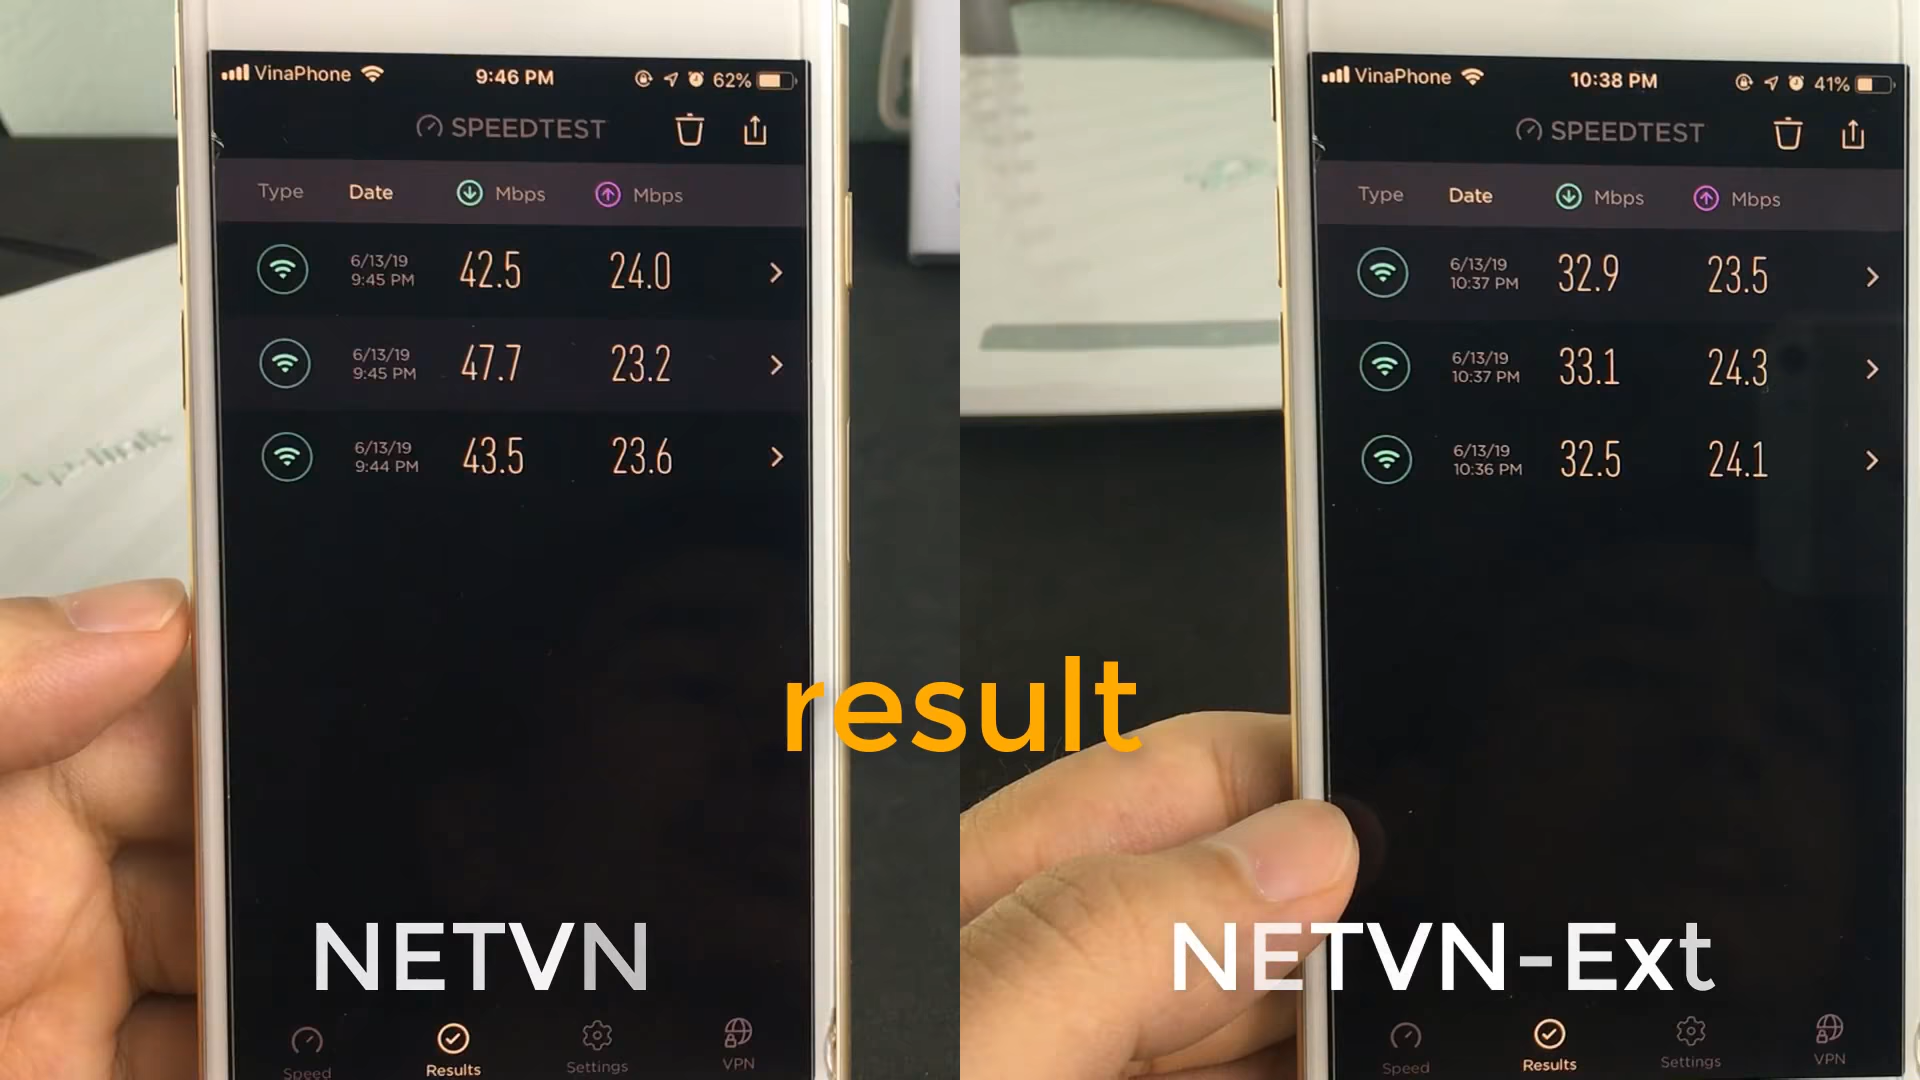 VinaPhone 9:46 PM 62%
SPEEDTEST
Type Date Mbps Mbps
6/13/19
9:45 PM
42.5 24.0
6/13/19
9:45 PM
47.7 23.2
6/13/19
9:44 PM
43.5 23.6
tp-link
NETVN
Speed Results Settings VPN
VinaPhone 10:38 PM 41%
SPEEDTEST
Type Date Mbps Mbps
6/13/19
10:37 PM
32.9 23.5
6/13/19
10:37 PM
33.1 24.3
6/13/19
10:36 PM
32.5 24.1
result
NETVN-Ext
Speed Results Settings VPN